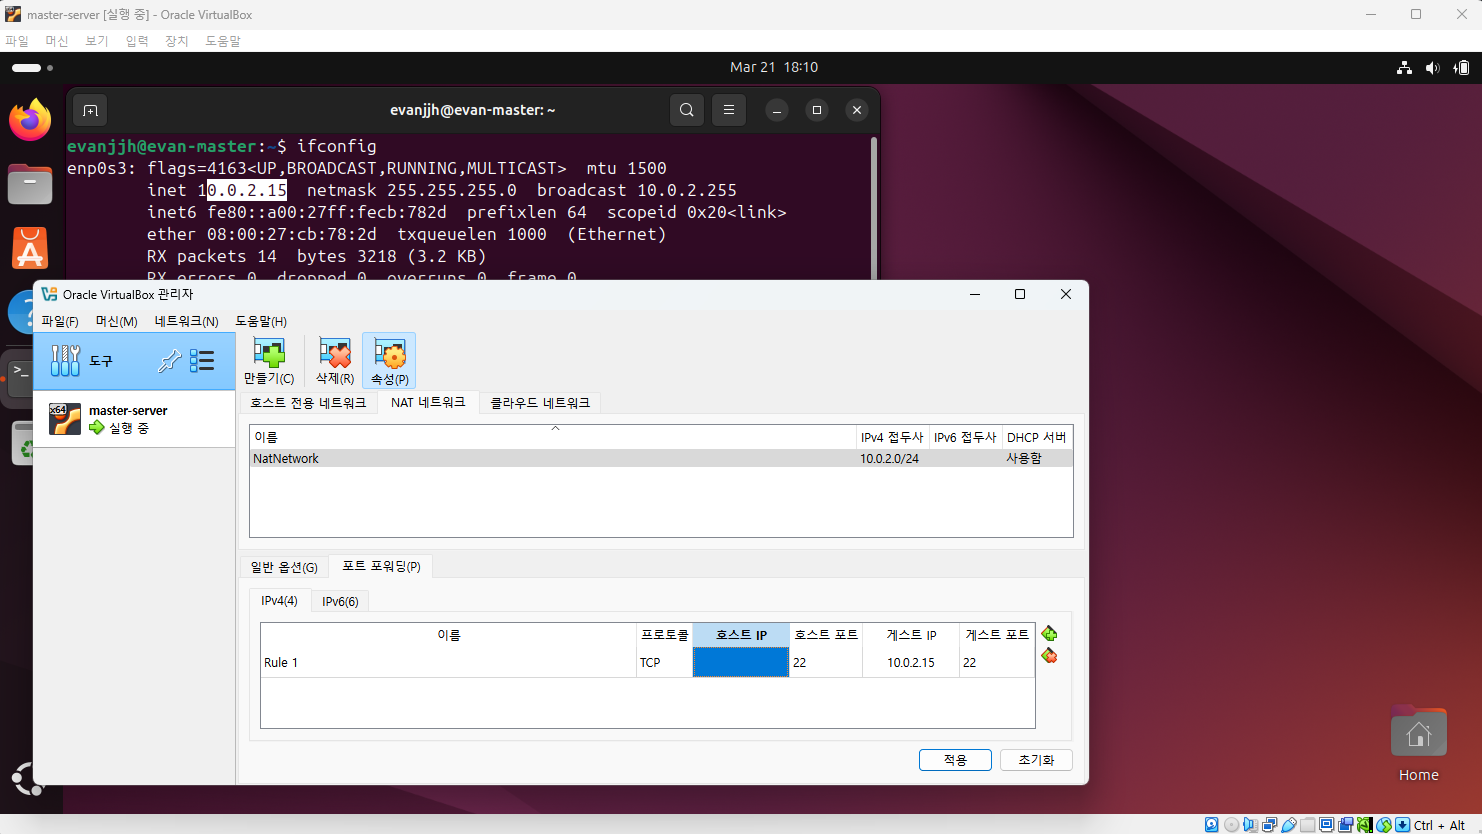 master-server [실행 중] - Oracle VirtualBox
파일 머신 보기 입력 장치 도움말
Mar 21 18:10
evanjjh@evan-master: ~
evanjjh@evan-master:~$ ifconfig
enp0s3: flags=4163<UP,BROADCAST,RUNNING,MULTICAST> mtu 1500
inet 10.0.2.15 netmask 255.255.255.0 broadcast 10.0.2.255
inet6 fe80::a00:27ff:fecb:782d prefixlen 64 scopeid 0x20<link>
ether 08:00:27:cb:78:2d txqueuelen 1000 (Ethernet)
RX packets 14 bytes 3218 (3.2 KB)
RX errors 0 dropped 0 overruns 0 frame 0
Oracle VirtualBox 관리자
파일(F) 머신(M) 네트워크(N) 도움말(H)
도구
만들기(C) 삭제(R) 속성(P)
x64
master-server
실행 중
호스트 전용 네트워크 NAT 네트워크 클라우드 네트워크
이름 IPv4 접두사 IPv6 접두사 DHCP 서버
NatNetwork 10.0.2.0/24 사용함
일반 옵션(G) 포트 포워딩(P)
IPv4(4) IPv6(6)
이름 프로토콜 호스트 IP 호스트 포트 게스트 IP 게스트 포트
Rule 1 TCP 22 10.0.2.15 22
적용 초기화
Home
Ctrl + Alt